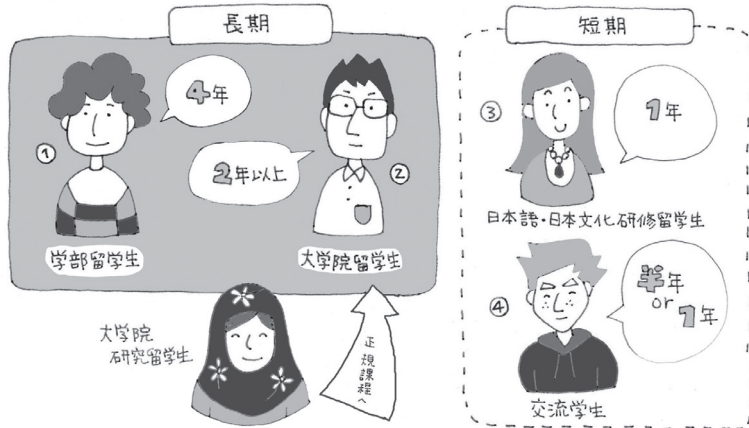 長期
①
4年
2年以上
②
学部留学生
大学院留学生
大学院
研究留学生
正規課程へ
短期
③
1年
日本語・日本文化研修留学生
④
半年
or
1年
交流学生